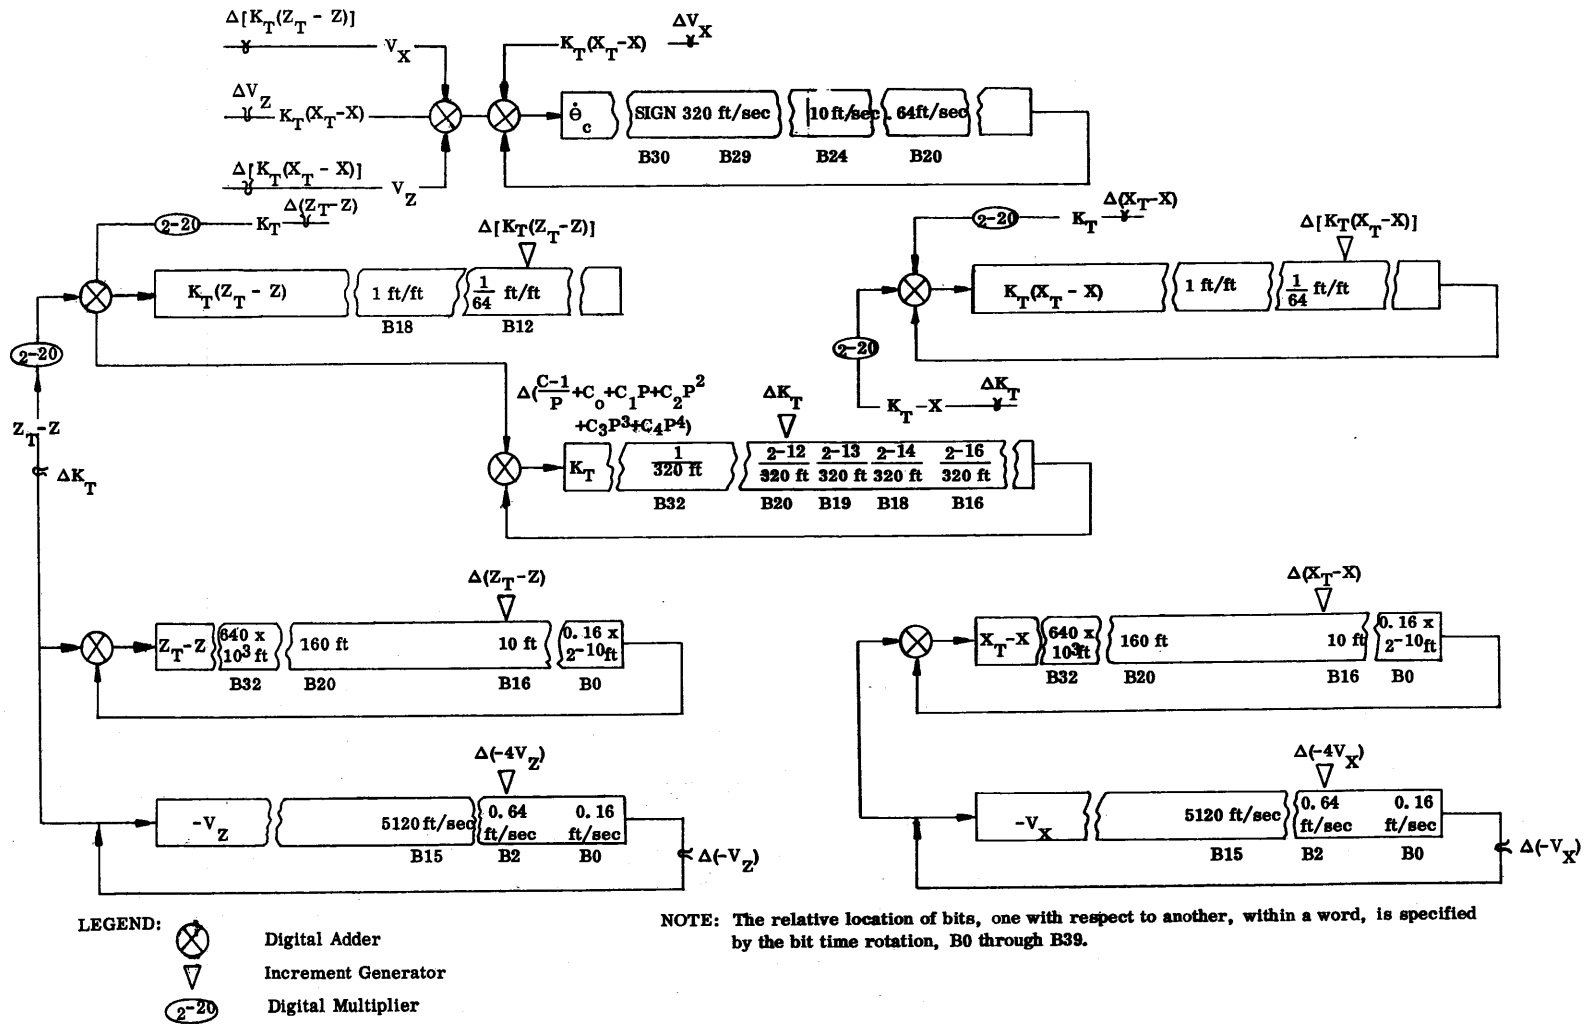 Δ[K_T(Z_T - Z)]
V_X
ΔV_Z
K_T(X_T-X)
Δ[K_T(X_T - X)]
V_Z
K_T(X_T-X)
ΔV_X
θ̇_c
SIGN 320 ft/sec
10 ft/sec
. 64ft/sec
B30 B29 B24 B20
2-20
K_T
Δ(Z_T-Z)
Δ[K_T(Z_T-Z)]
K_T(Z_T - Z)
1 ft/ft
1/64 ft/ft
B18 B12
2-20
Z_T-Z
ΔK_T
2-20
K_T
Δ(X_T-X)
Δ[K_T(X_T-X)]
K_T(X_T - X)
1 ft/ft
1/64 ft/ft
2-20
K_T-X
ΔK_T
Δ(C-1/P+C_o+C_1P+C_2P^2
+C_3P^3+C_4P^4)
ΔK_T
K_T
1/320 ft
2-12/320 ft 2-13/320 ft 2-14/320 ft 2-16/320 ft
B32 B20 B19 B18 B16
Δ(Z_T-Z)
Z_T-Z
640 x
10^3 ft
160 ft
10 ft
0. 16 x
2-10ft
B32 B20 B16 B0
Δ(X_T-X)
X_T-X
640 x
10^3 ft
160 ft
10 ft
0. 16 x
2-10ft
B32 B20 B16 B0
Δ(-4V_Z)
-V_Z
5120 ft/sec
0. 64
ft/sec
0. 16
ft/sec
B15 B2 B0
Δ(-V_Z)
Δ(-4V_X)
-V_X
5120 ft/sec
0. 64
ft/sec
0. 16
ft/sec
B15 B2 B0
Δ(-V_X)
LEGEND:
Digital Adder
Increment Generator
2-20
Digital Multiplier
NOTE: The relative location of bits, one with respect to another, within a word, is specified
by the bit time rotation, B0 through B39.